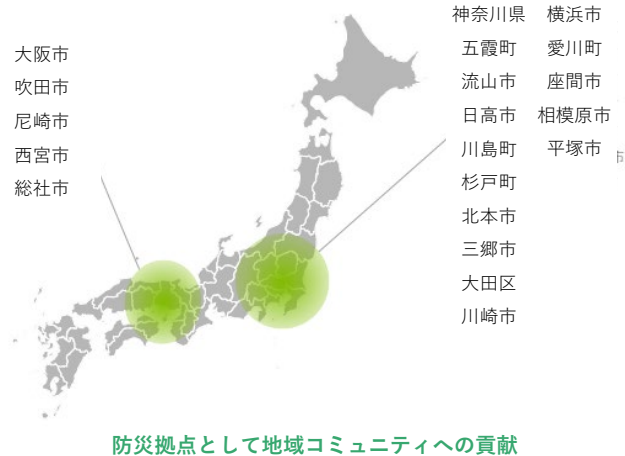 大阪市
吹田市
尼崎市
西宮市
総社市
神奈川県
五霞町
流山市
日高市
川島町
杉戸町
北本市
三郷市
大田区
川崎市
横浜市
愛川町
座間市
相模原市
平塚市
防災拠点として地域コミュニティへの貢献